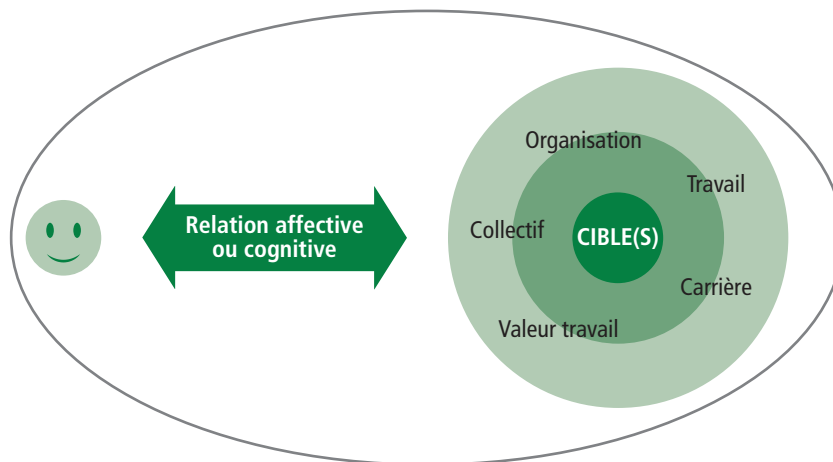 Organisation
Travail
Relation affective
ou cognitive
Collectif
CIBLE(S)
Carrière
Valeur travail